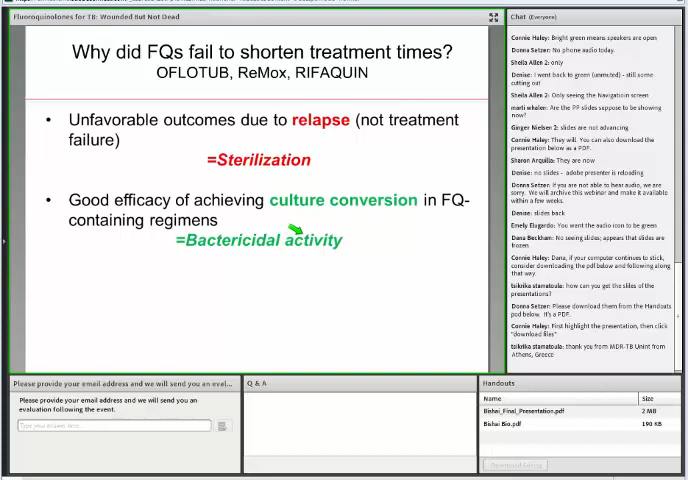 Fluoroquinolones for TB: Wounded But Not Dead
Why did FQs fail to shorten treatment times?
OFLOTUB, ReMox, RIFAQUIN
• Unfavorable outcomes due to relapse (not treatment
failure)
=Sterilization
• Good efficacy of achieving culture conversion in FQ-
containing regimens
=Bactericidal activity
Chat (Everyone)
Connie Haley: Bright green means speakers are open
Donna Setzer: No phone audio today.
Sheila Allen 2: only
Denise: I went back to green (unmuted) - still some
cutting out
Sheila Allen 2: Only seeing the Navigatioin screen
marti whaler: Are the PP slides suppose to be showing
now?
Ginger Nielsen 2: slides are not advancing
Connie Haley: They will. You can also download the
presentation below as a PDF.
Sharon Arquilla: They are now
Denise: no slides - adobe presenter is reloading
Donna Setzer: If you are not able to hear audio, we are
sorry. We will archive this webinar and make it available
within a few weeks.
Denise: slides back
Emely Elugardo: You want the audio icon to be green
Dana Beckham: No seeing slides; appears that slides are
frozen
Connie Haley: Dana, if your computer continues to stick,
consider downloading the pdf below and following along
that way.
tsikrika stamatoula: how can you get the sliles of the
presentations?
Donna Setzer: Please download them from the Handouts
pod below. It's a PDF.
Connie Haley: First highlight the presentation, then click
"download files"
tsikrika stamatoula: thank you from MDR-TB Unint from
Athens, Greece
Please provide your email address and we will send you an eval...
Please provide your email address and we will send you an
evaluation following the event.
Type your answer here...
Q & A
Handouts
Name Size
Bishai_Final_Presentation.pdf 2 MB
Bishai Bio.pdf 190 KB